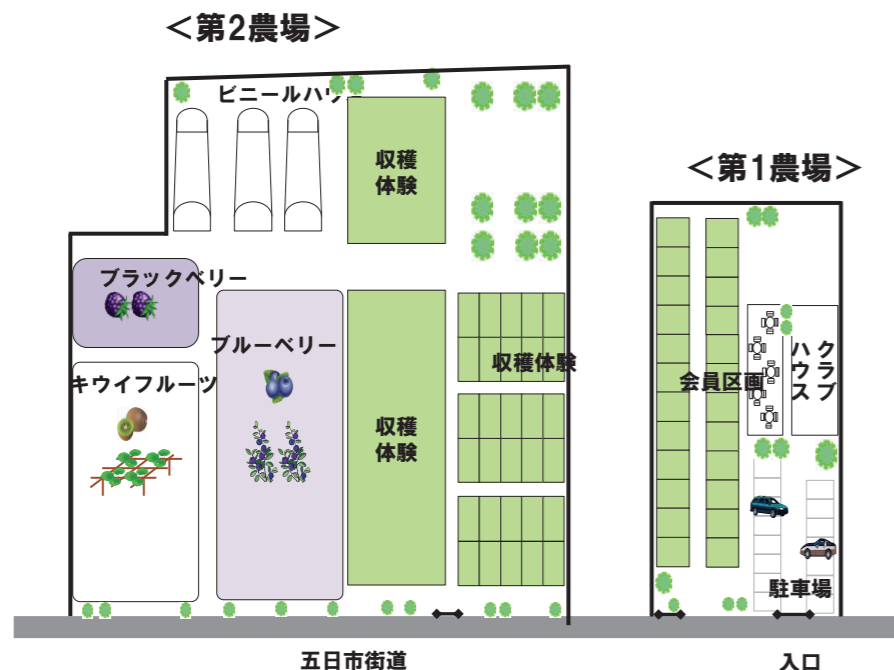 ＜第2農場＞
ビニールハウス
収穫
体験
＜第1農場＞
ブラックベリー
ブルーベリー
キウイフルーツ
収穫体験
収穫
体験
会員区画
クラブ
ハウス
駐車場
五日市街道
入口